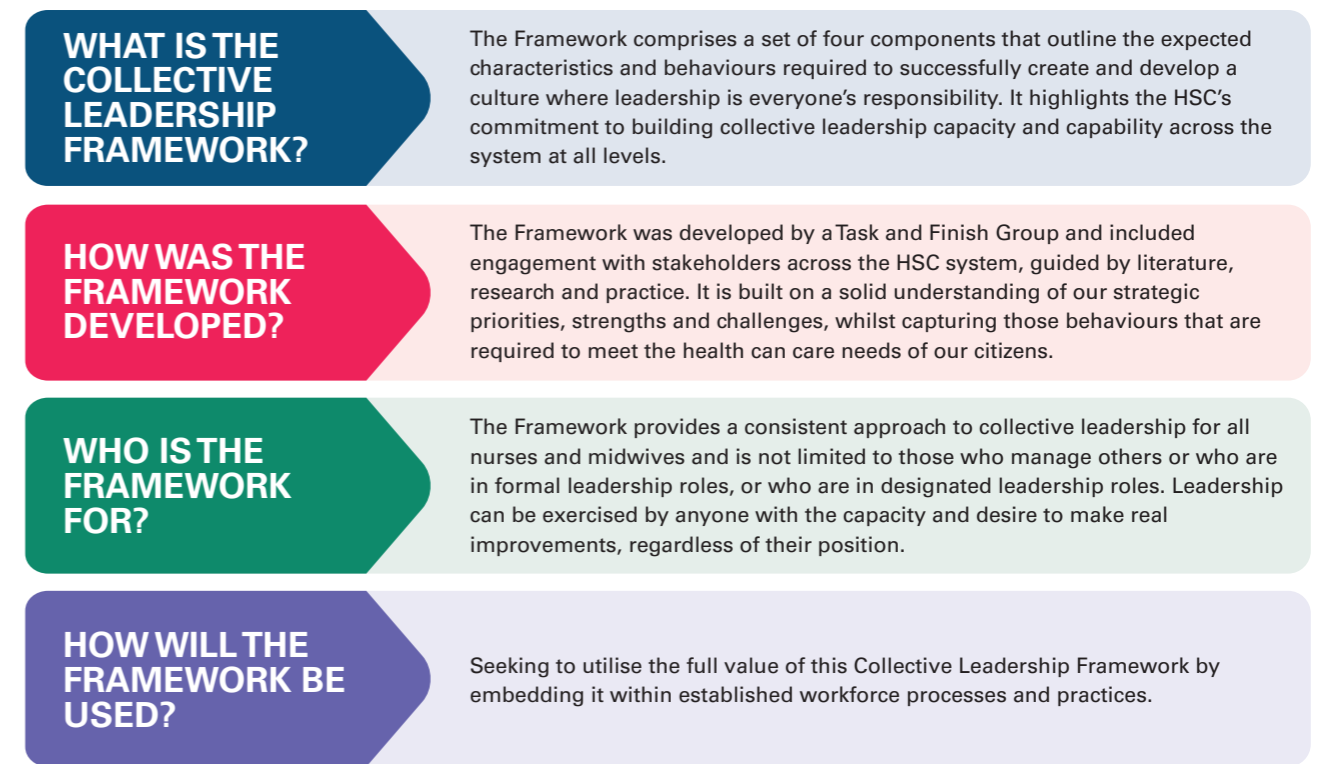 WHAT IS THE
COLLECTIVE
LEADERSHIP
FRAMEWORK?
The Framework comprises a set of four components that outline the expected
characteristics and behaviours required to successfully create and develop a
culture where leadership is everyone’s responsibility. It highlights the HSC’s
commitment to building collective leadership capacity and capability across the
system at all levels.
HOW WAS THE
FRAMEWORK
DEVELOPED?
The Framework was developed by a Task and Finish Group and included
engagement with stakeholders across the HSC system, guided by literature,
research and practice. It is built on a solid understanding of our strategic
priorities, strengths and challenges, whilst capturing those behaviours that are
required to meet the health can care needs of our citizens.
WHO IS THE
FRAMEWORK
FOR?
The Framework provides a consistent approach to collective leadership for all
nurses and midwives and is not limited to those who manage others or who are
in formal leadership roles, or who are in designated leadership roles. Leadership
can be exercised by anyone with the capacity and desire to make real
improvements, regardless of their position.
HOW WILL THE
FRAMEWORK BE
USED?
Seeking to utilise the full value of this Collective Leadership Framework by
embedding it within established workforce processes and practices.